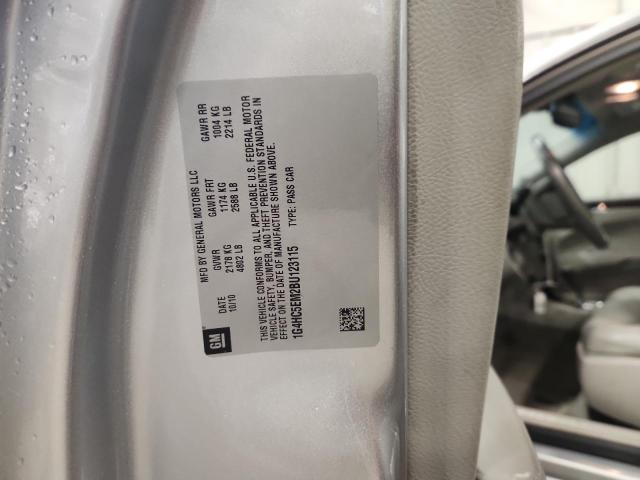 GM
MFD BY GENERAL MOTORS LLC
DATE GVWR GAWR FRT GAWR RR
10/10 2178 KG 1174 KG 1004 KG
4802 LB 2588 LB 2214 LB
THIS VEHICLE CONFORMS TO ALL APPLICABLE U.S. FEDERAL MOTOR
VEHICLE SAFETY, BUMPER, AND THEFT PREVENTION STANDARDS IN
EFFECT ON THE DATE OF MANUFACTURE SHOWN ABOVE.
1G4HC5EM2BU123115 TYPE: PASS CAR